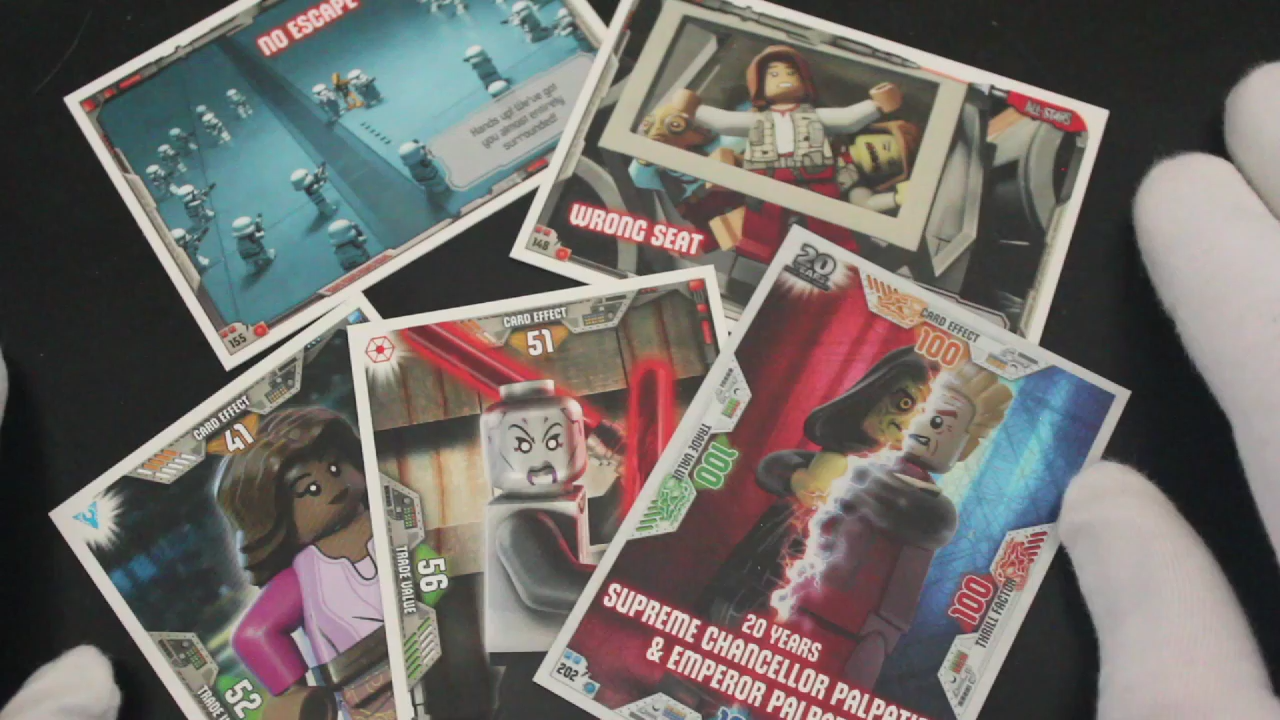 NO ESCAPE
Hands up! We've got
you almost entirely
surrounded!
155
ALL-STARS
WRONG SEAT
148
CARD EFFECT
41
52
CARD EFFECT
51
TRADE VALUE
56
20
YEARS
CARD EFFECT
100
TRADE VALUE
100
100
THRILL FACTOR
20 YEARS
SUPREME CHANCELLOR
& EMPEROR
202